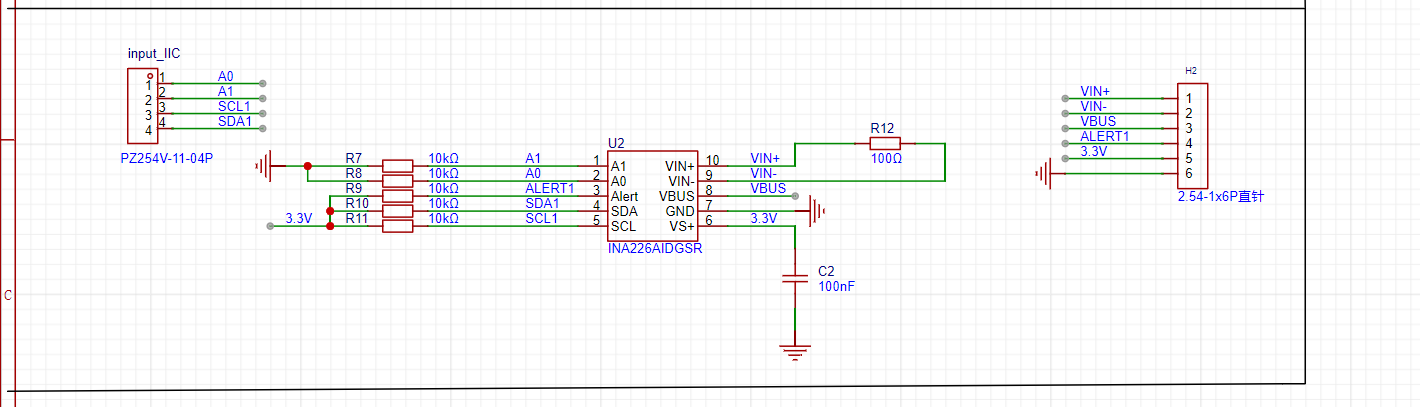 input_IIC
1 1 A0
2 2 A1
3 3 SCL1
4 4 SDA1
PZ254V-11-04P
H2
VIN+ 1
VIN- 2
VBUS 3
ALERT1 4
3.3V 5
6
2.54-1x6P直针
U2
R7 10kΩ A1 1 A1
R8 10kΩ A0 2 A0
R9 10kΩ ALERT1 3 Alert
R10 10kΩ SDA1 4 SDA
3.3V R11 10kΩ SCL1 5 SCL
VIN+ 10 VIN+
VIN- 9 VIN-
VBUS 8 VBUS
GND 7
VS+ 6 3.3V
INA226AIDGSR
R12
100Ω
C2
100nF
C